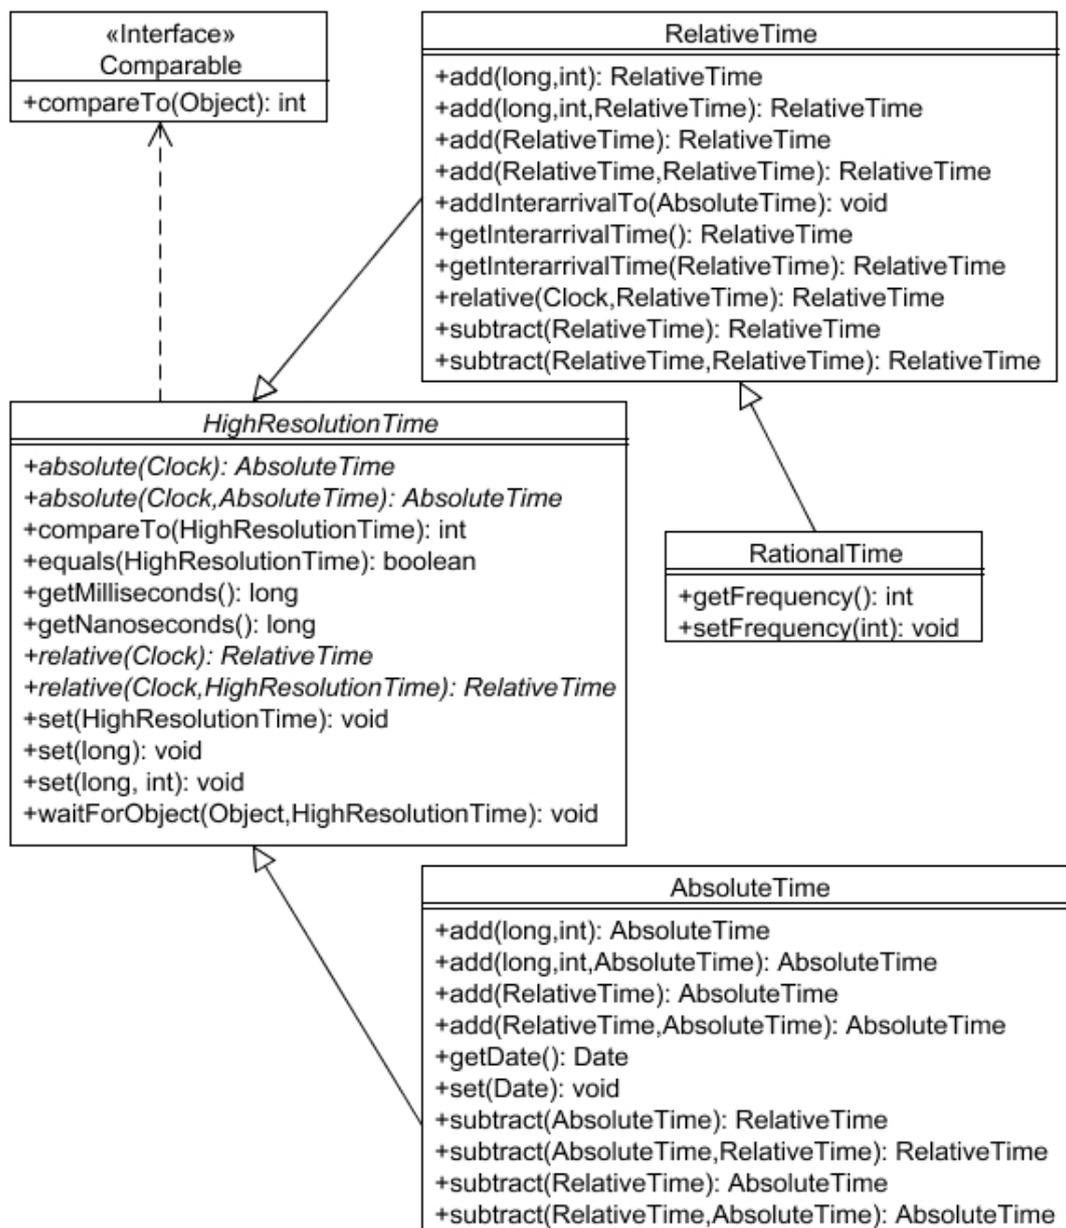 «Interface»
Comparable
+compareTo(Object): int
RelativeTime
+add(long,int): RelativeTime
+add(long,int,RelativeTime): RelativeTime
+add(RelativeTime): RelativeTime
+add(RelativeTime,RelativeTime): RelativeTime
+addInterarrivalTo(AbsoluteTime): void
+getInterarrivalTime(): RelativeTime
+getInterarrivalTime(RelativeTime): RelativeTime
+relative(Clock,RelativeTime): RelativeTime
+subtract(RelativeTime): RelativeTime
+subtract(RelativeTime,RelativeTime): RelativeTime
HighResolutionTime
+absolute(Clock): AbsoluteTime
+absolute(Clock,AbsoluteTime): AbsoluteTime
+compareTo(HighResolutionTime): int
+equals(HighResolutionTime): boolean
+getMilliseconds(): long
+getNanoseconds(): long
+relative(Clock): RelativeTime
+relative(Clock,HighResolutionTime): RelativeTime
+set(HighResolutionTime): void
+set(long): void
+set(long, int): void
+waitForObject(Object,HighResolutionTime): void
RationalTime
+getFrequency(): int
+setFrequency(int): void
AbsoluteTime
+add(long,int): AbsoluteTime
+add(long,int,AbsoluteTime): AbsoluteTime
+add(RelativeTime): AbsoluteTime
+add(RelativeTime,AbsoluteTime): AbsoluteTime
+getDate(): Date
+set(Date): void
+subtract(AbsoluteTime): RelativeTime
+subtract(AbsoluteTime,RelativeTime): RelativeTime
+subtract(RelativeTime): AbsoluteTime
+subtract(RelativeTime,AbsoluteTime): AbsoluteTime